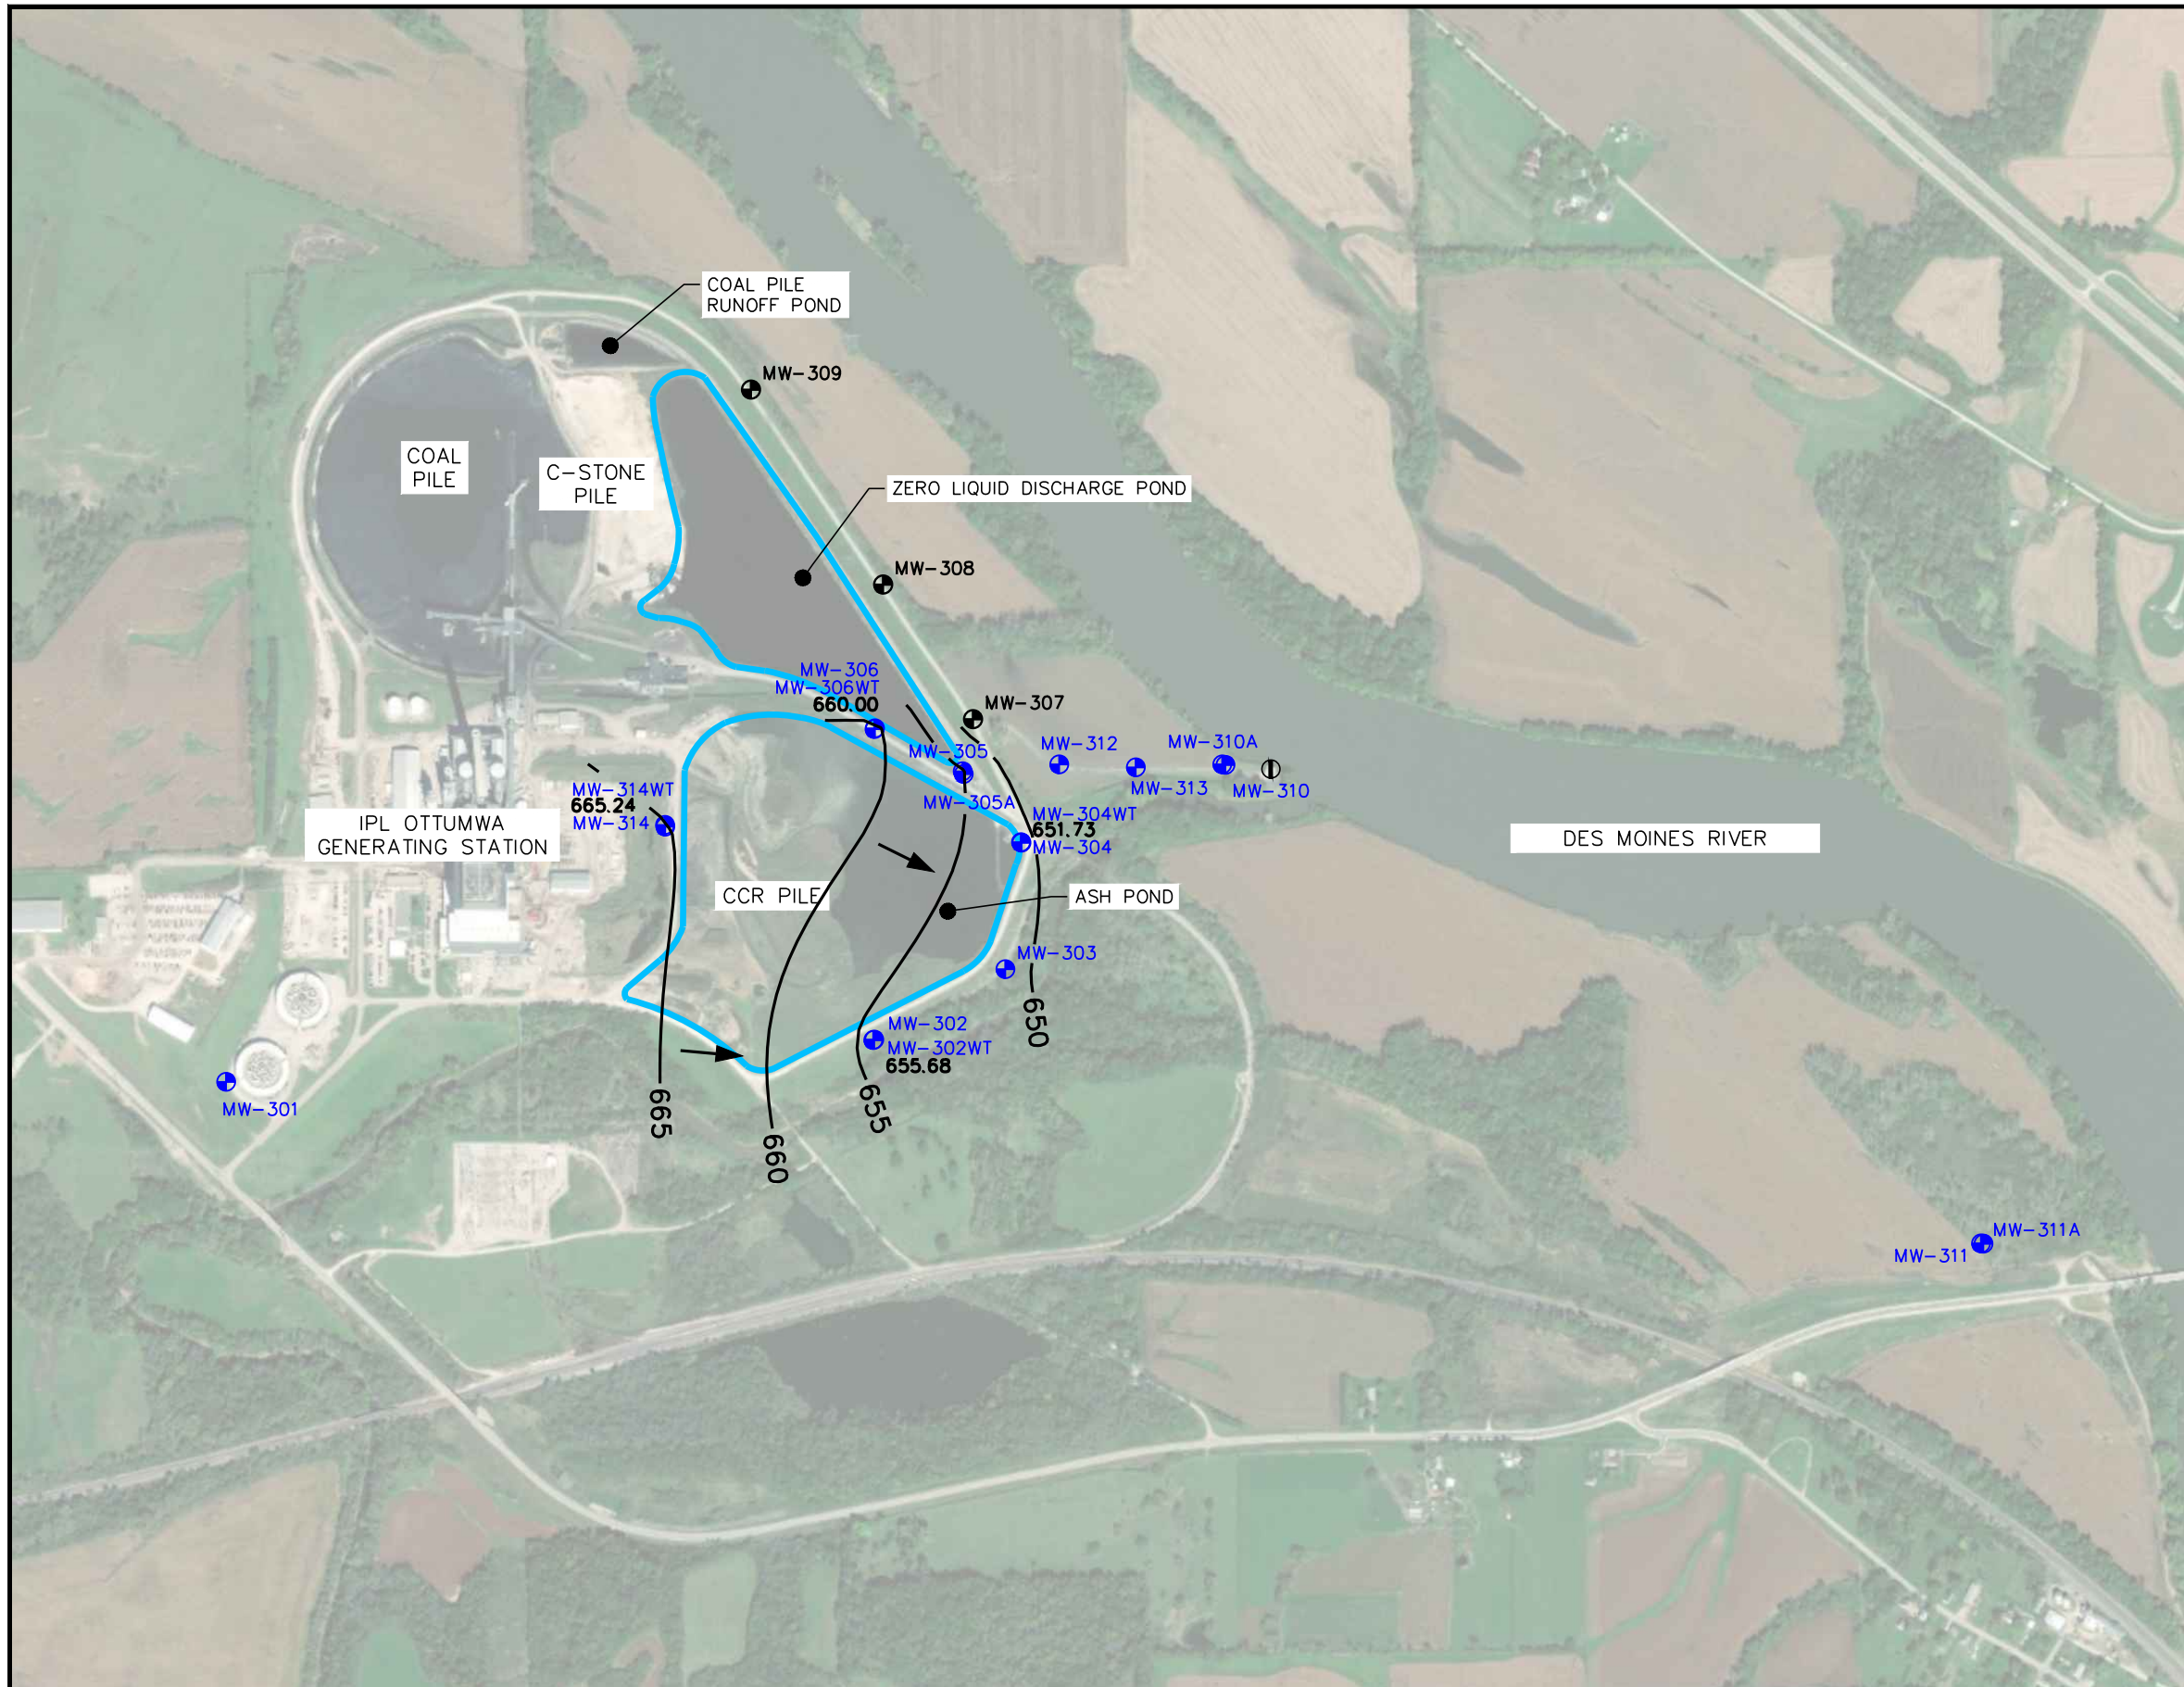 COAL PILE
RUNOFF POND
MW-309
COAL
PILE
C-STONE
PILE
ZERO LIQUID DISCHARGE POND
MW-308
MW-306
MW-306WT
660.00
MW-307
MW-305
MW-312
MW-310A
MW-313
MW-310
MW-305A
MW-314WT
665.24
MW-314
IPL OTTUMWA
GENERATING STATION
MW-304WT
651.73
MW-304
DES MOINES RIVER
CCR PILE
ASH POND
MW-303
650
MW-302
MW-302WT
655.68
MW-301
665
660
655
MW-311A
MW-311